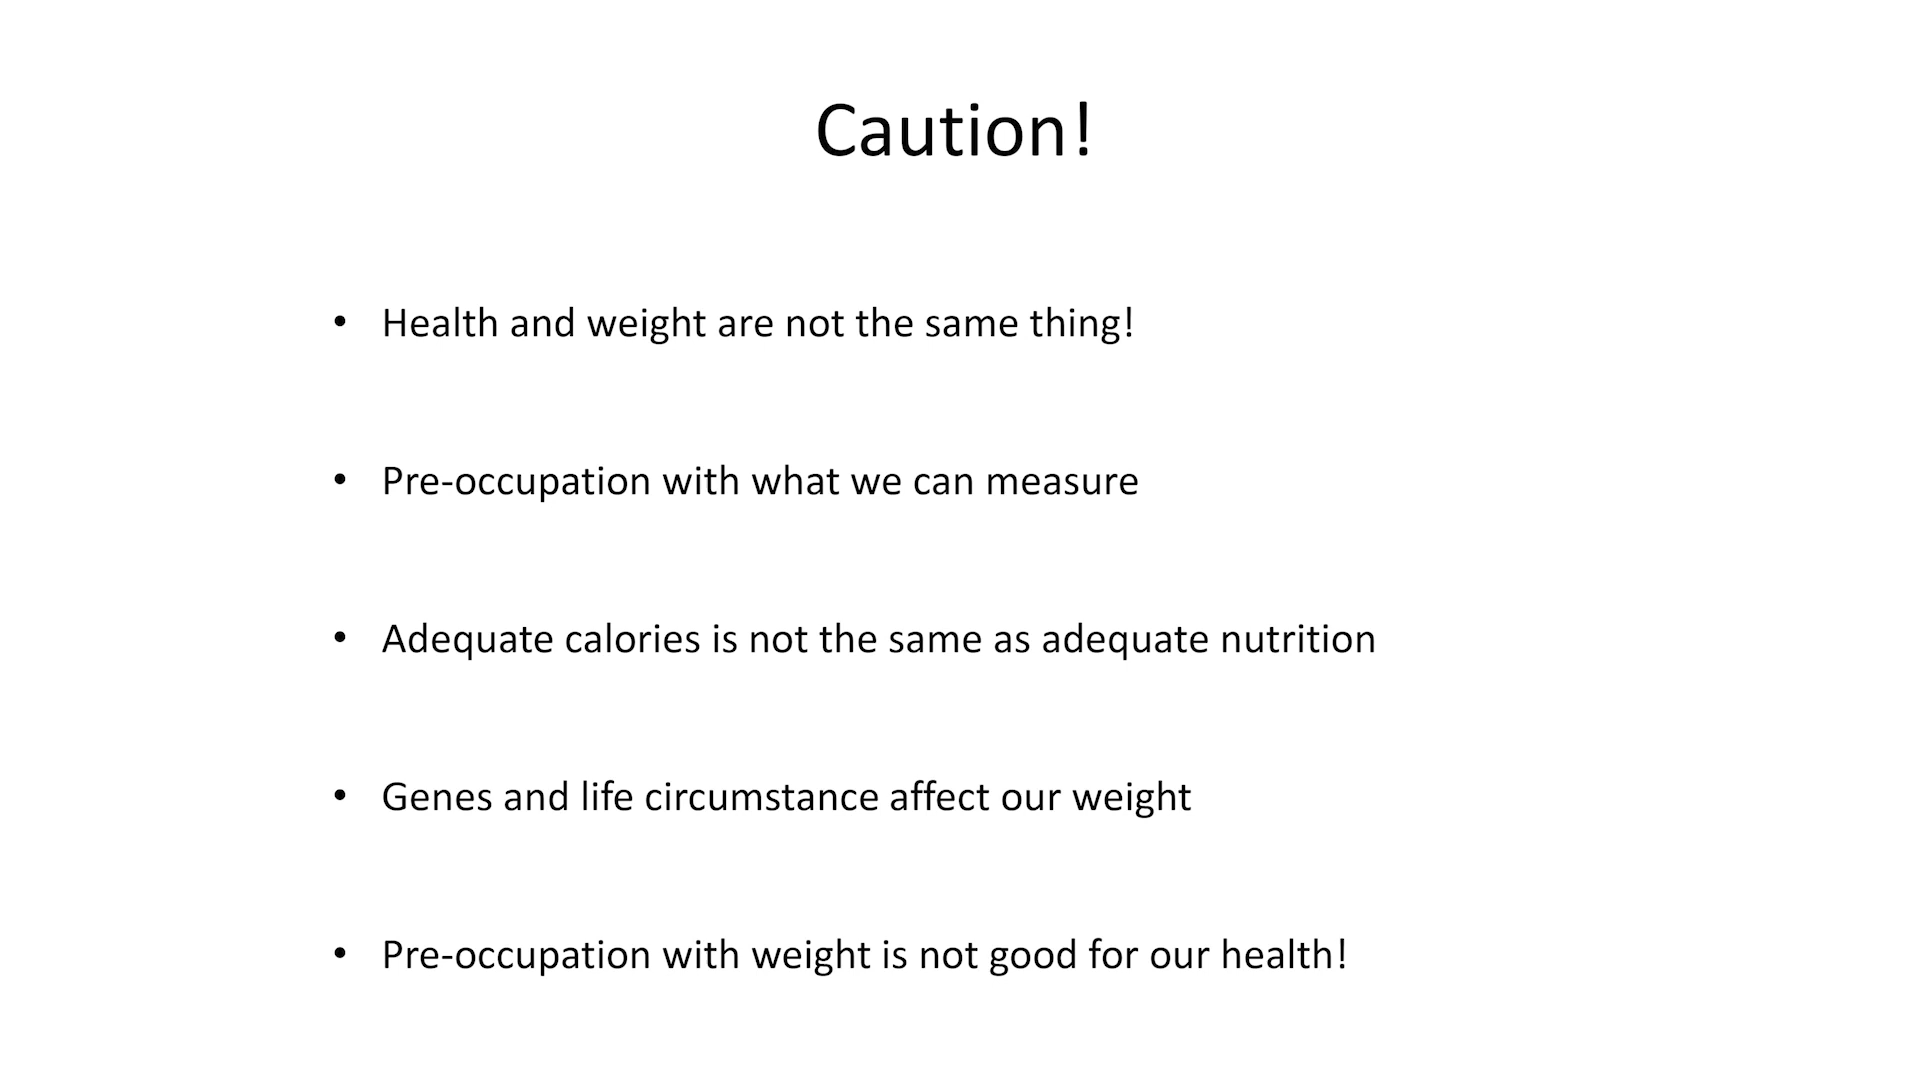 Caution!
• Health and weight are not the same thing!
• Pre-occupation with what we can measure
• Adequate calories is not the same as adequate nutrition
• Genes and life circumstance affect our weight
• Pre-occupation with weight is not good for our health!